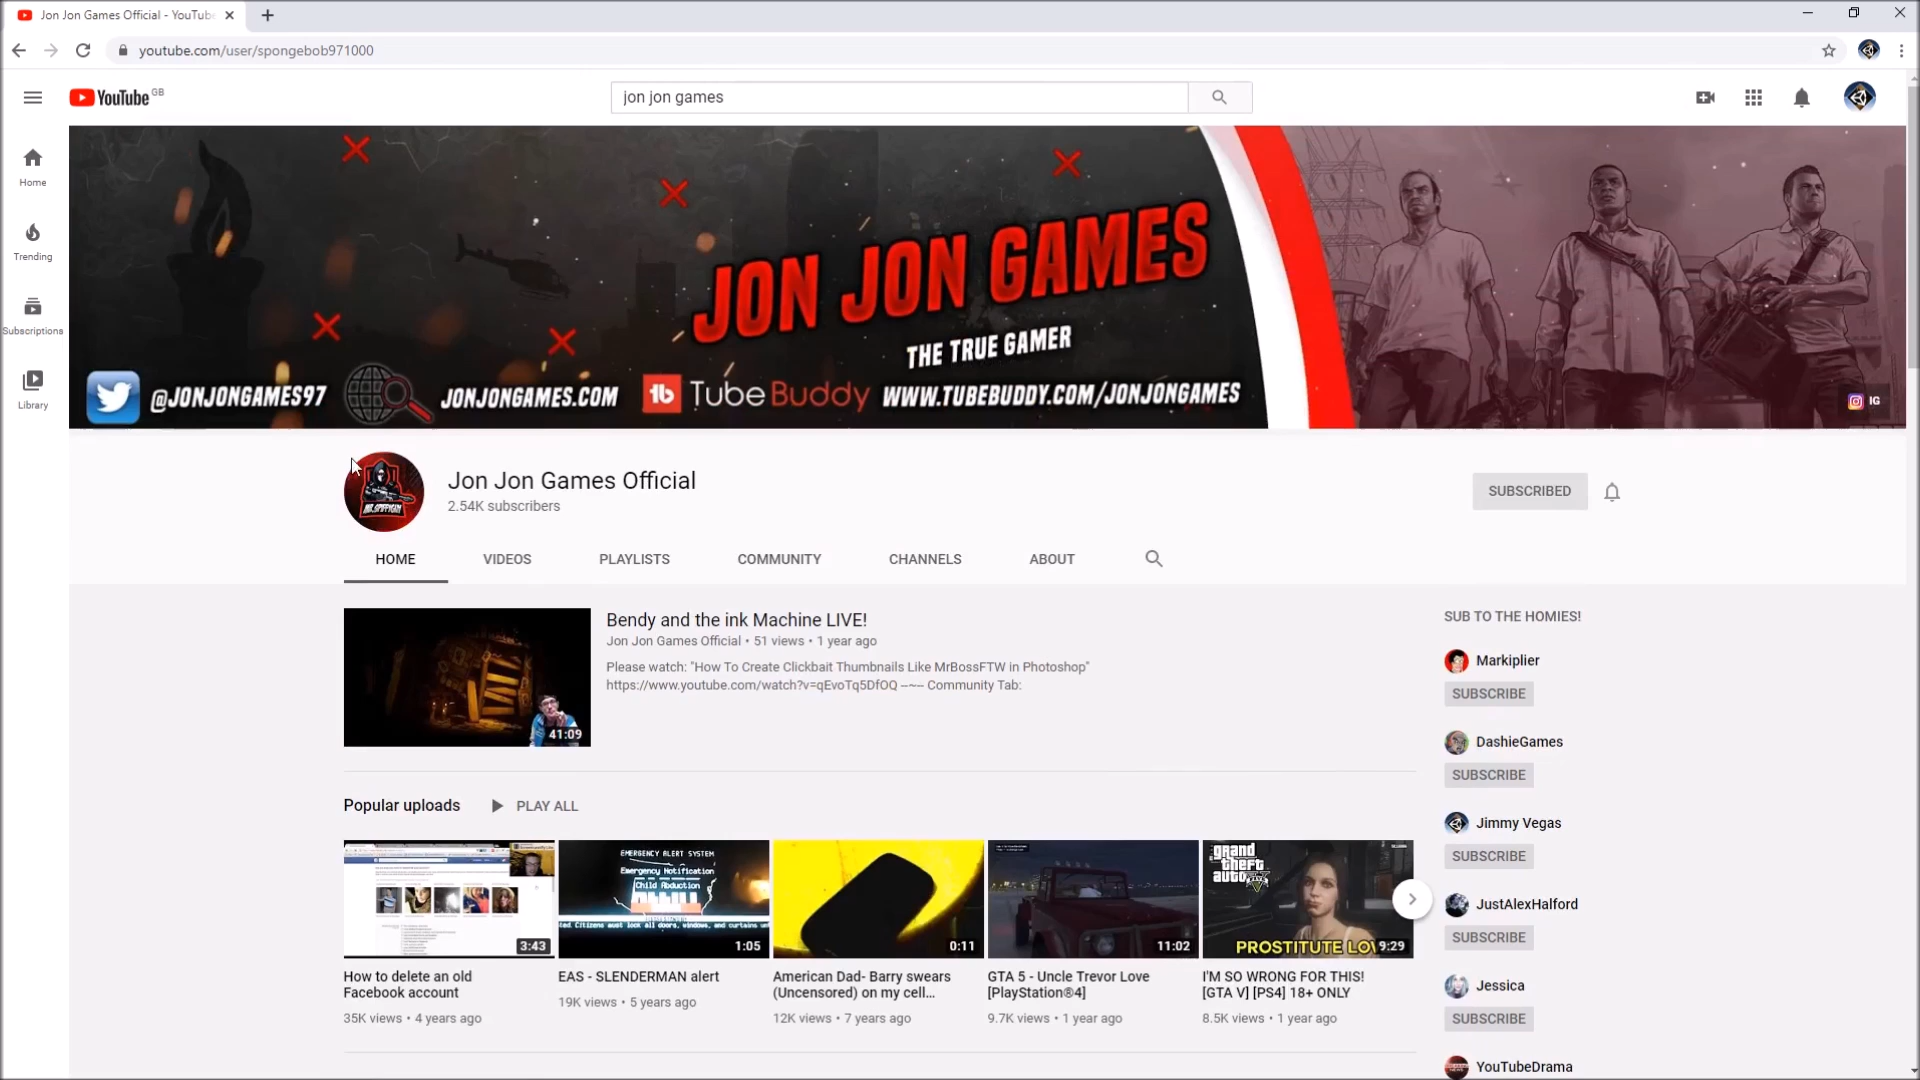 Jon Jon Games Official - YouTube
youtube.com/user/spongebob971000
YouTube GB
jon jon games
Home
Trending
Subscriptions
Library
JON JON GAMES
THE TRUE GAMER
@JONJONGAMES97
JONJONGAMES.COM
TubeBuddy
WWW.TUBEBUDDY.COM/JONJONGAMES
IG
Jon Jon Games Official
2.54K subscribers
SUBSCRIBED
HOME
VIDEOS
PLAYLISTS
COMMUNITY
CHANNELS
ABOUT
41:09
Bendy and the ink Machine LIVE!
Jon Jon Games Official • 51 views • 1 year ago
Please watch: "How To Create Clickbait Thumbnails Like MrBossFTW in Photoshop"
https://www.youtube.com/watch?v=qEvoTq5DfOQ --~-- Community Tab:
Popular uploads
PLAY ALL
3:43
How to delete an old
Facebook account
35K views • 4 years ago
EMERGENCY ALERT SYSTEM
Emergency Notification
Child Abduction
1:05
EAS - SLENDERMAN alert
19K views • 5 years ago
0:11
American Dad- Barry swears
(Uncensored) on my cell...
12K views • 7 years ago
11:02
GTA 5 - Uncle Trevor Love
[PlayStation®4]
9.7K views • 1 year ago
grand
theft
auto V
PROSTITUTE
9:29
I'M SO WRONG FOR THIS!
[GTA V] [PS4] 18+ ONLY
8.5K views • 1 year ago
SUB TO THE HOMIES!
Markiplier
SUBSCRIBE
DashieGames
SUBSCRIBE
Jimmy Vegas
SUBSCRIBE
JustAlexHalford
SUBSCRIBE
Jessica
SUBSCRIBE
YouTubeDrama